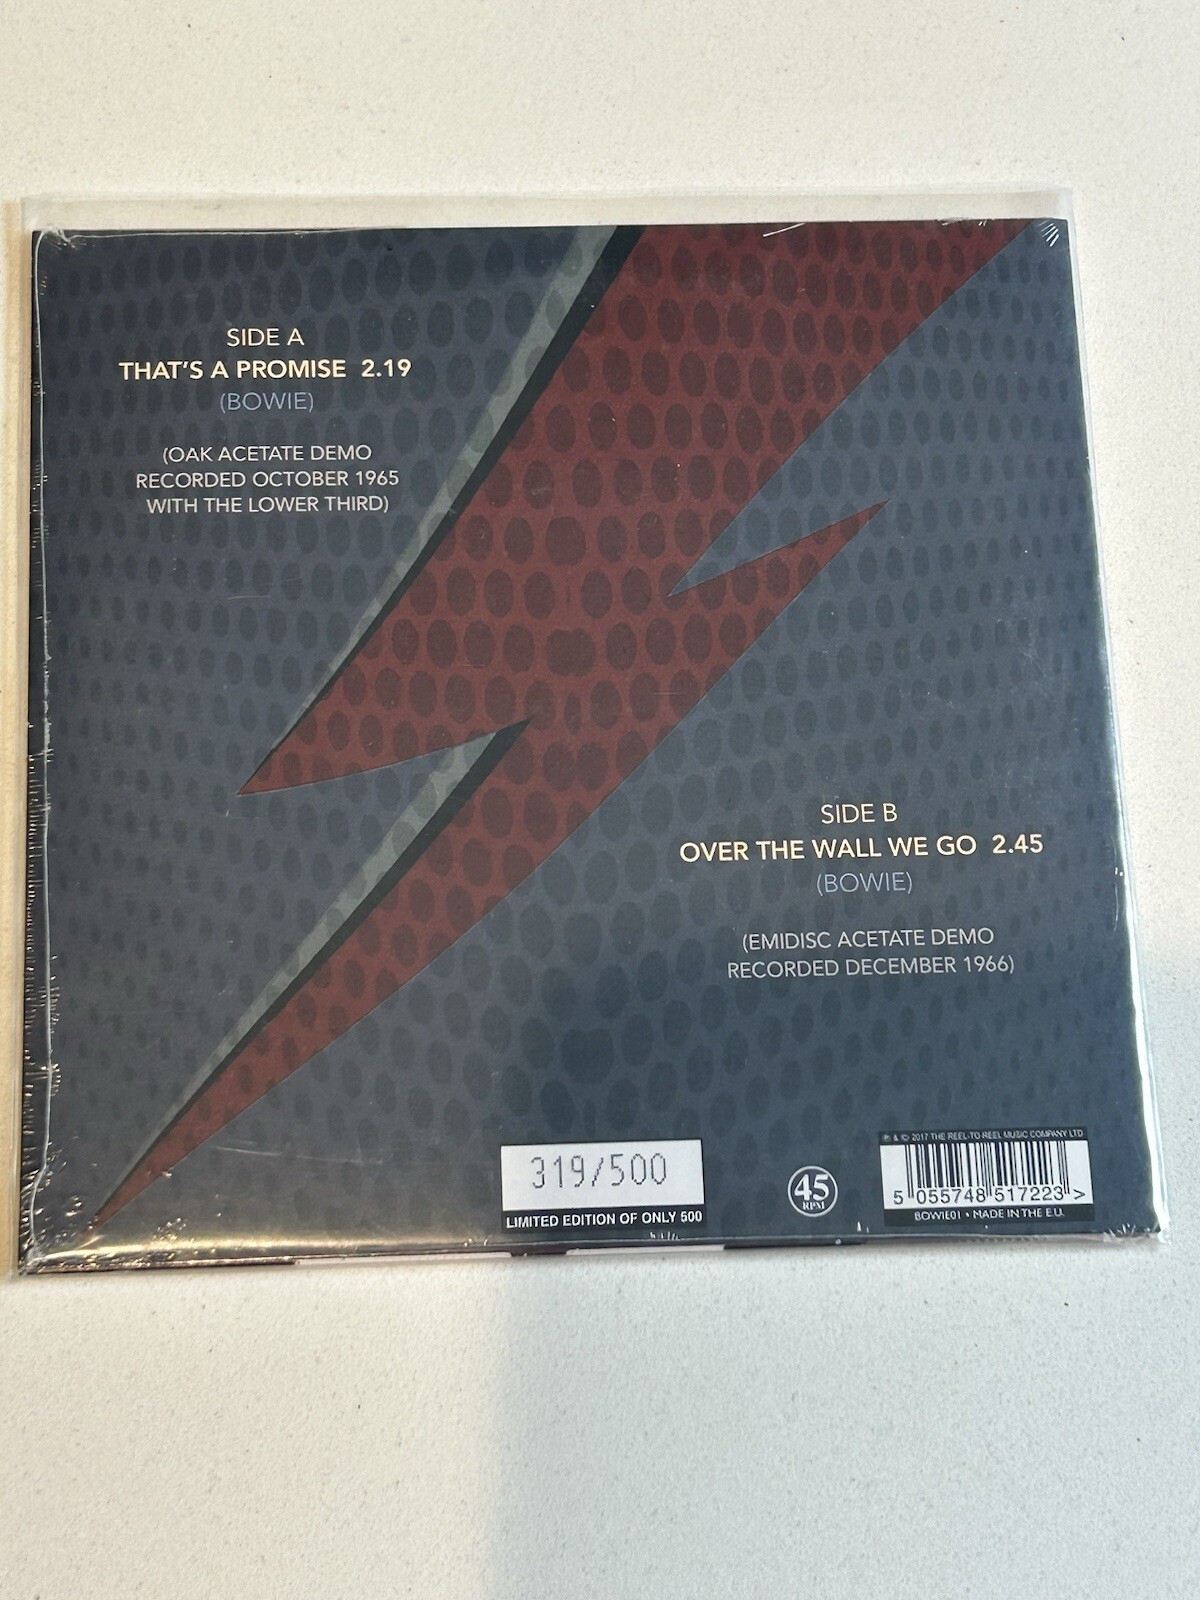 SIDE A
THAT'S A PROMISE 2.19
(BOWIE)
(OAK ACETATE DEMO
RECORDED OCTOBER 1965
WITH THE LOWER THIRD)
SIDE B
OVER THE WALL WE GO 2.45
(BOWIE)
(EMIDISC ACETATE DEMO
RECORDED DECEMBER 1966)
319/500
LIMITED EDITION OF ONLY 500
45
RPM
℗ & © 2017 THE REEL-TO-REEL MUSIC COMPANY LTD
5 055748 517223 >
BOWIE01 • MADE IN THE E.U.